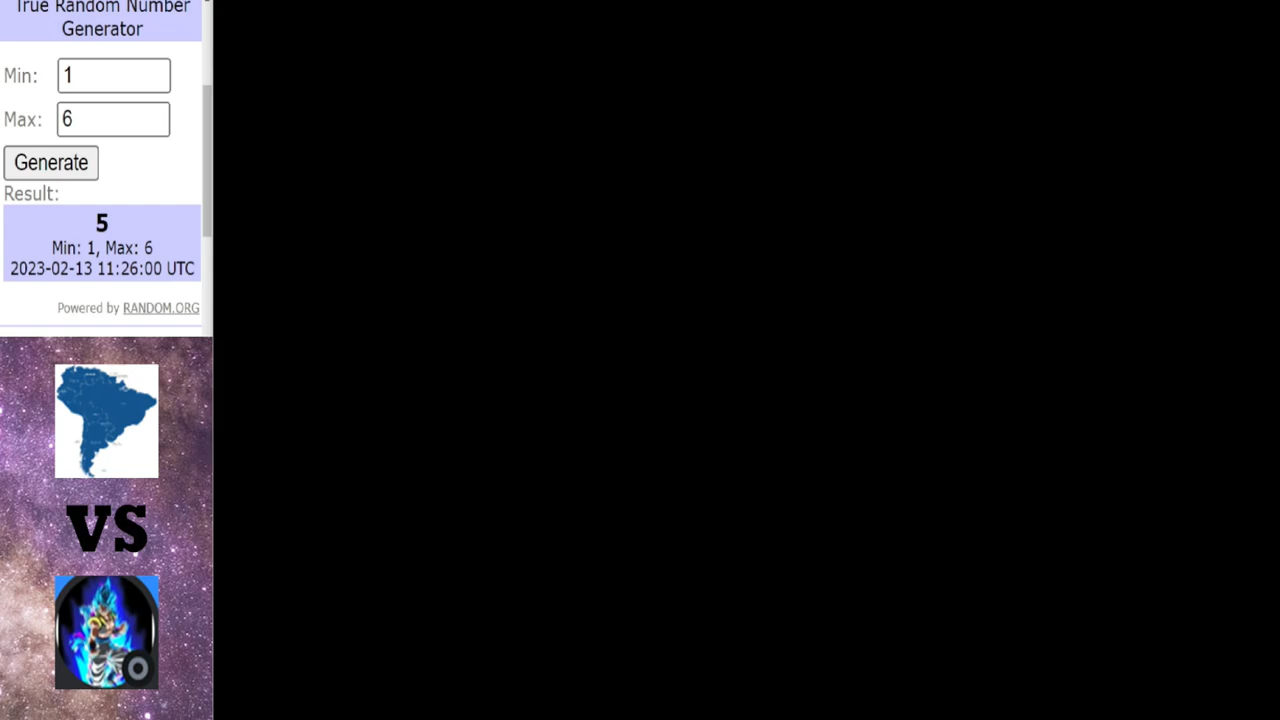 True Random Number
Generator
Min: 1
Max: 6
Generate
Result:
5
Min: 1, Max: 6
2023-02-13 11:26:00 UTC
Powered by RANDOM.ORG
VS